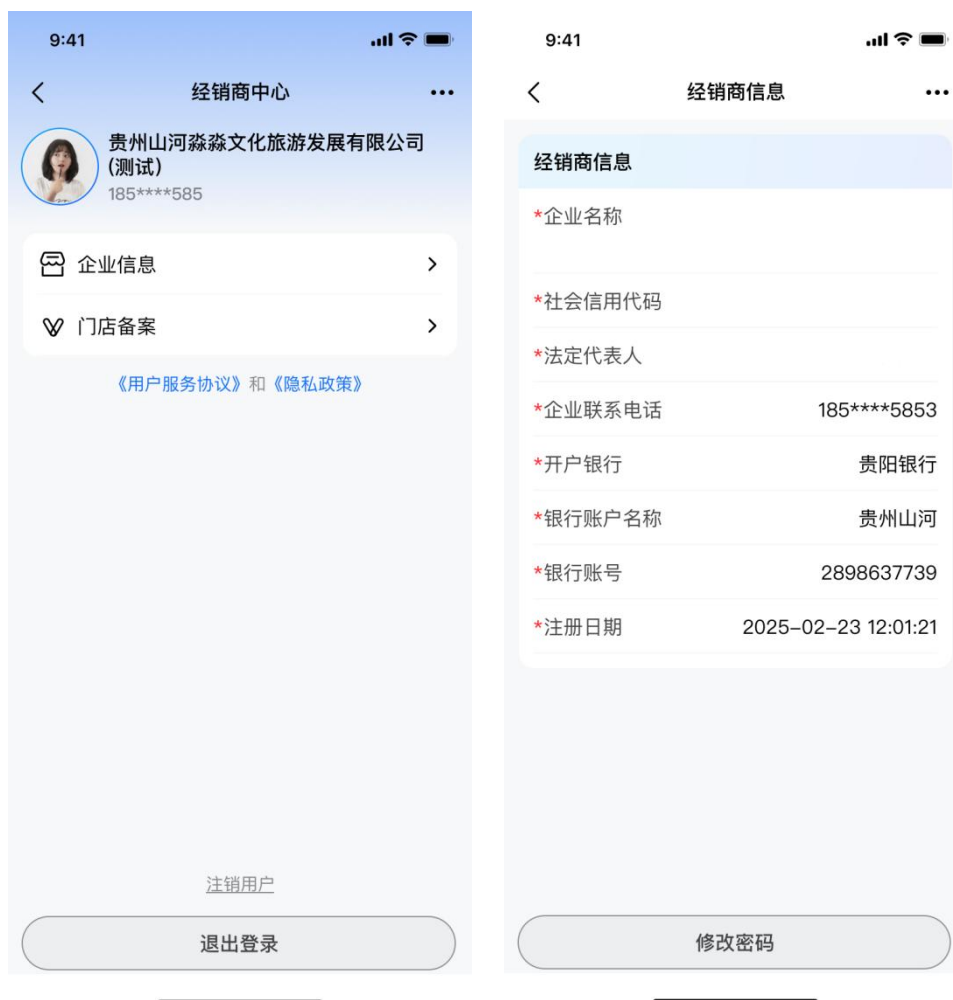 9:41
经销商中心
贵州山河淼淼文化旅游发展有限公司
(测试)
185****585
企业信息
门店备案
《用户服务协议》和《隐私政策》
注销用户
退出登录
9:41
经销商信息
经销商信息
*企业名称
*社会信用代码
*法定代表人
*企业联系电话 185****5853
*开户银行 贵阳银行
*银行账户名称 贵州山河
*银行账号 2898637739
*注册日期 2025-02-23 12:01:21
修改密码